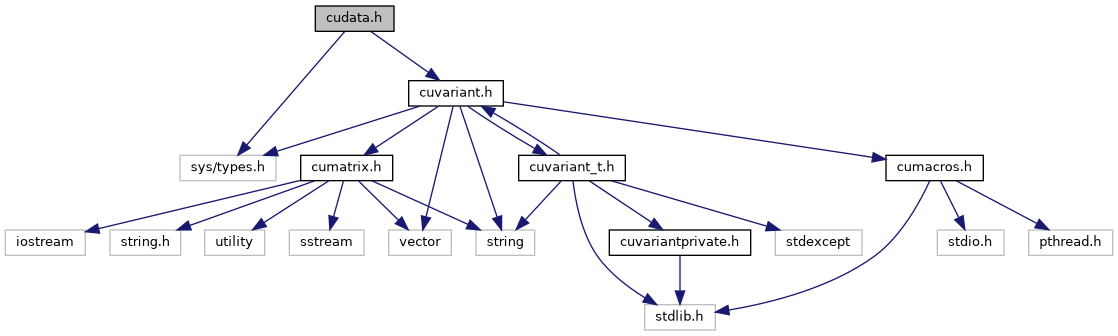 cudata.h
cuvariant.h
sys/types.h
cumatrix.h
cuvariant_t.h
cumacros.h
iostream
string.h
utility
sstream
vector
string
cuvariantprivate.h
stdexcept
stdio.h
pthread.h
stdlib.h